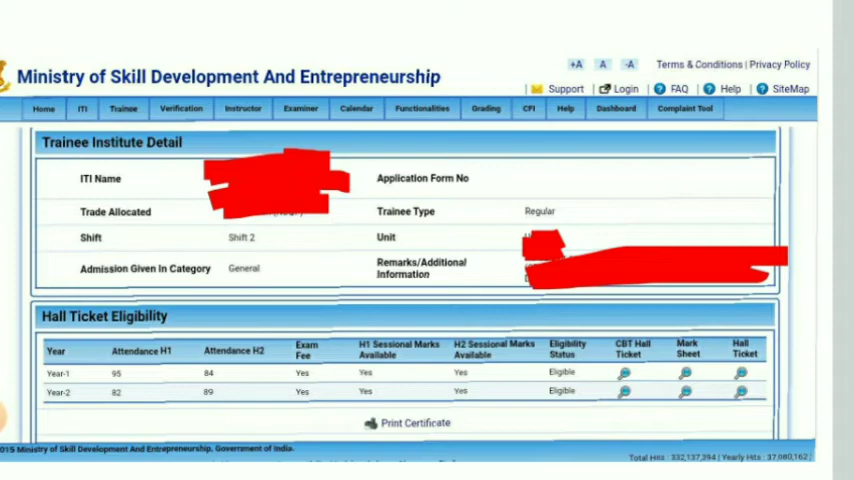 +A A -A Terms & Conditions | Privacy Policy
Ministry of Skill Development And Entrepreneurship
| Support | Login | FAQ | Help | SiteMap
Home ITI Trainee Verification Instructor Examiner Calendar Functionalities Grading CFI Help Dashboard Complaint Tool
Trainee Institute Detail
ITI Name Application Form No
Trade Allocated Trainee Type Regular
Shift Shift 2 Unit
Admission Given In Category General Remarks/Additional
Information
Hall Ticket Eligibility
Year Attendance H1 Attendance H2 Exam Fee H1 Sessional Marks Available H2 Sessional Marks Available Eligibility Status CBT Hall Ticket Mark Sheet Hall Ticket
Year-1 95 84 Yes Yes Yes Eligible
Year-2 82 89 Yes Yes Yes Eligible
Print Certificate
015 Ministry of Skill Development And Entrepreneurship, Government of India.
Total Hits : 332,137,394 | Yearly Hits : 37,080,162 |